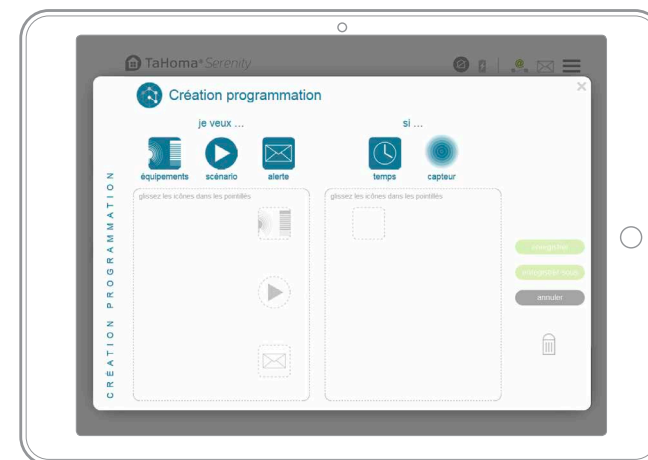 TaHoma® Serenity
Création programmation
je veux ...
si ...
équipements
scénario
alerte
temps
capteur
glissez les icônes dans les pointillés
glissez les icônes dans les pointillés
enregistrer
enregistrer sous
annuler
CRÉATION PROGRAMMATION